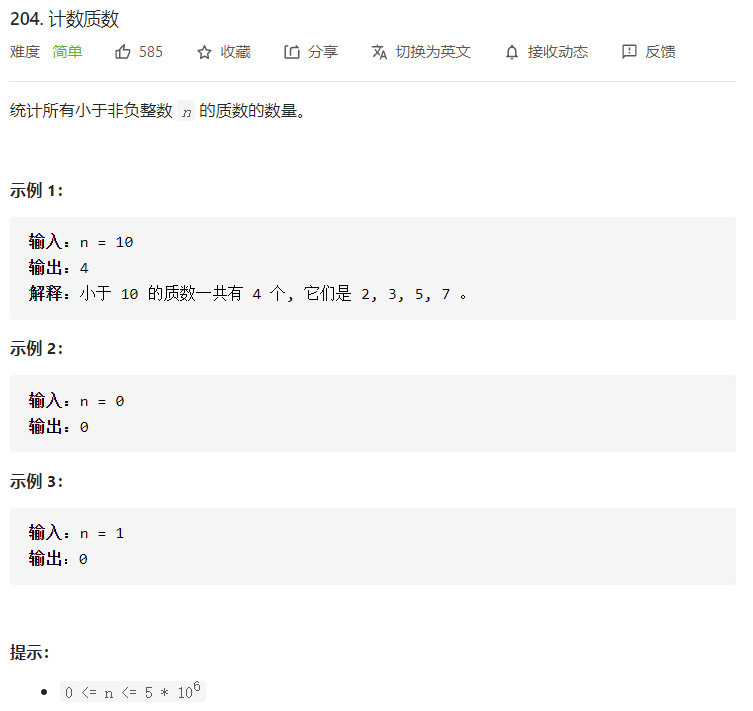 204. 计数质数
难度 简单 585 收藏 分享 切换为英文 接收动态 反馈
统计所有小于非负整数 n 的质数的数量。
示例 1：
输入：n = 10
输出：4
解释：小于 10 的质数一共有 4 个, 它们是 2, 3, 5, 7 。
示例 2：
输入：n = 0
输出：0
示例 3：
输入：n = 1
输出：0
提示：
• 0 <= n <= 5 * 10⁶